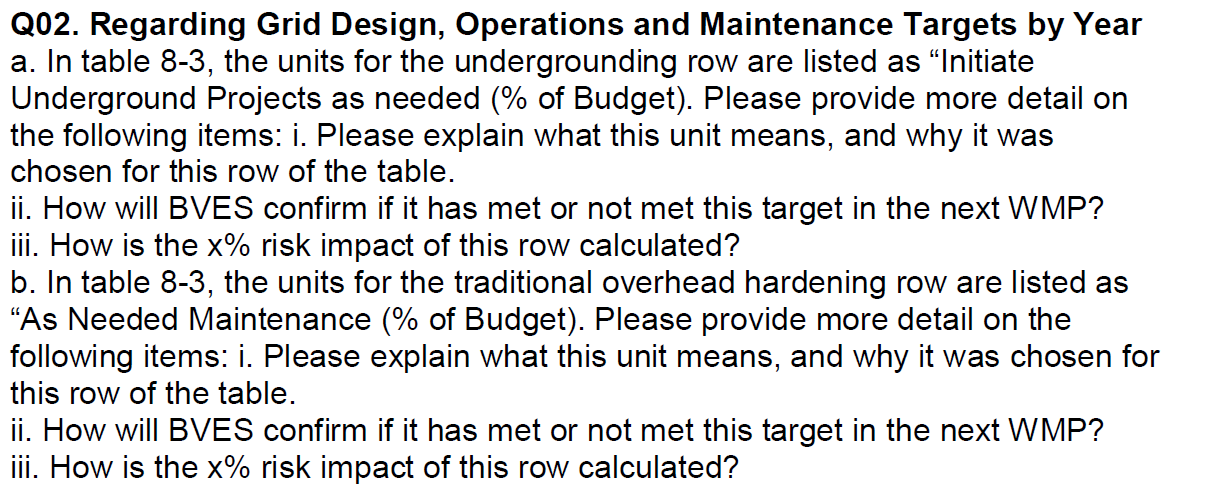 Q02. Regarding Grid Design, Operations and Maintenance Targets by Year
a. In table 8-3, the units for the undergrounding row are listed as “Initiate
Underground Projects as needed (% of Budget). Please provide more detail on
the following items: i. Please explain what this unit means, and why it was
chosen for this row of the table.
ii. How will BVES confirm if it has met or not met this target in the next WMP?
iii. How is the x% risk impact of this row calculated?
b. In table 8-3, the units for the traditional overhead hardening row are listed as
“As Needed Maintenance (% of Budget). Please provide more detail on the
following items: i. Please explain what this unit means, and why it was chosen for
this row of the table.
ii. How will BVES confirm if it has met or not met this target in the next WMP?
iii. How is the x% risk impact of this row calculated?